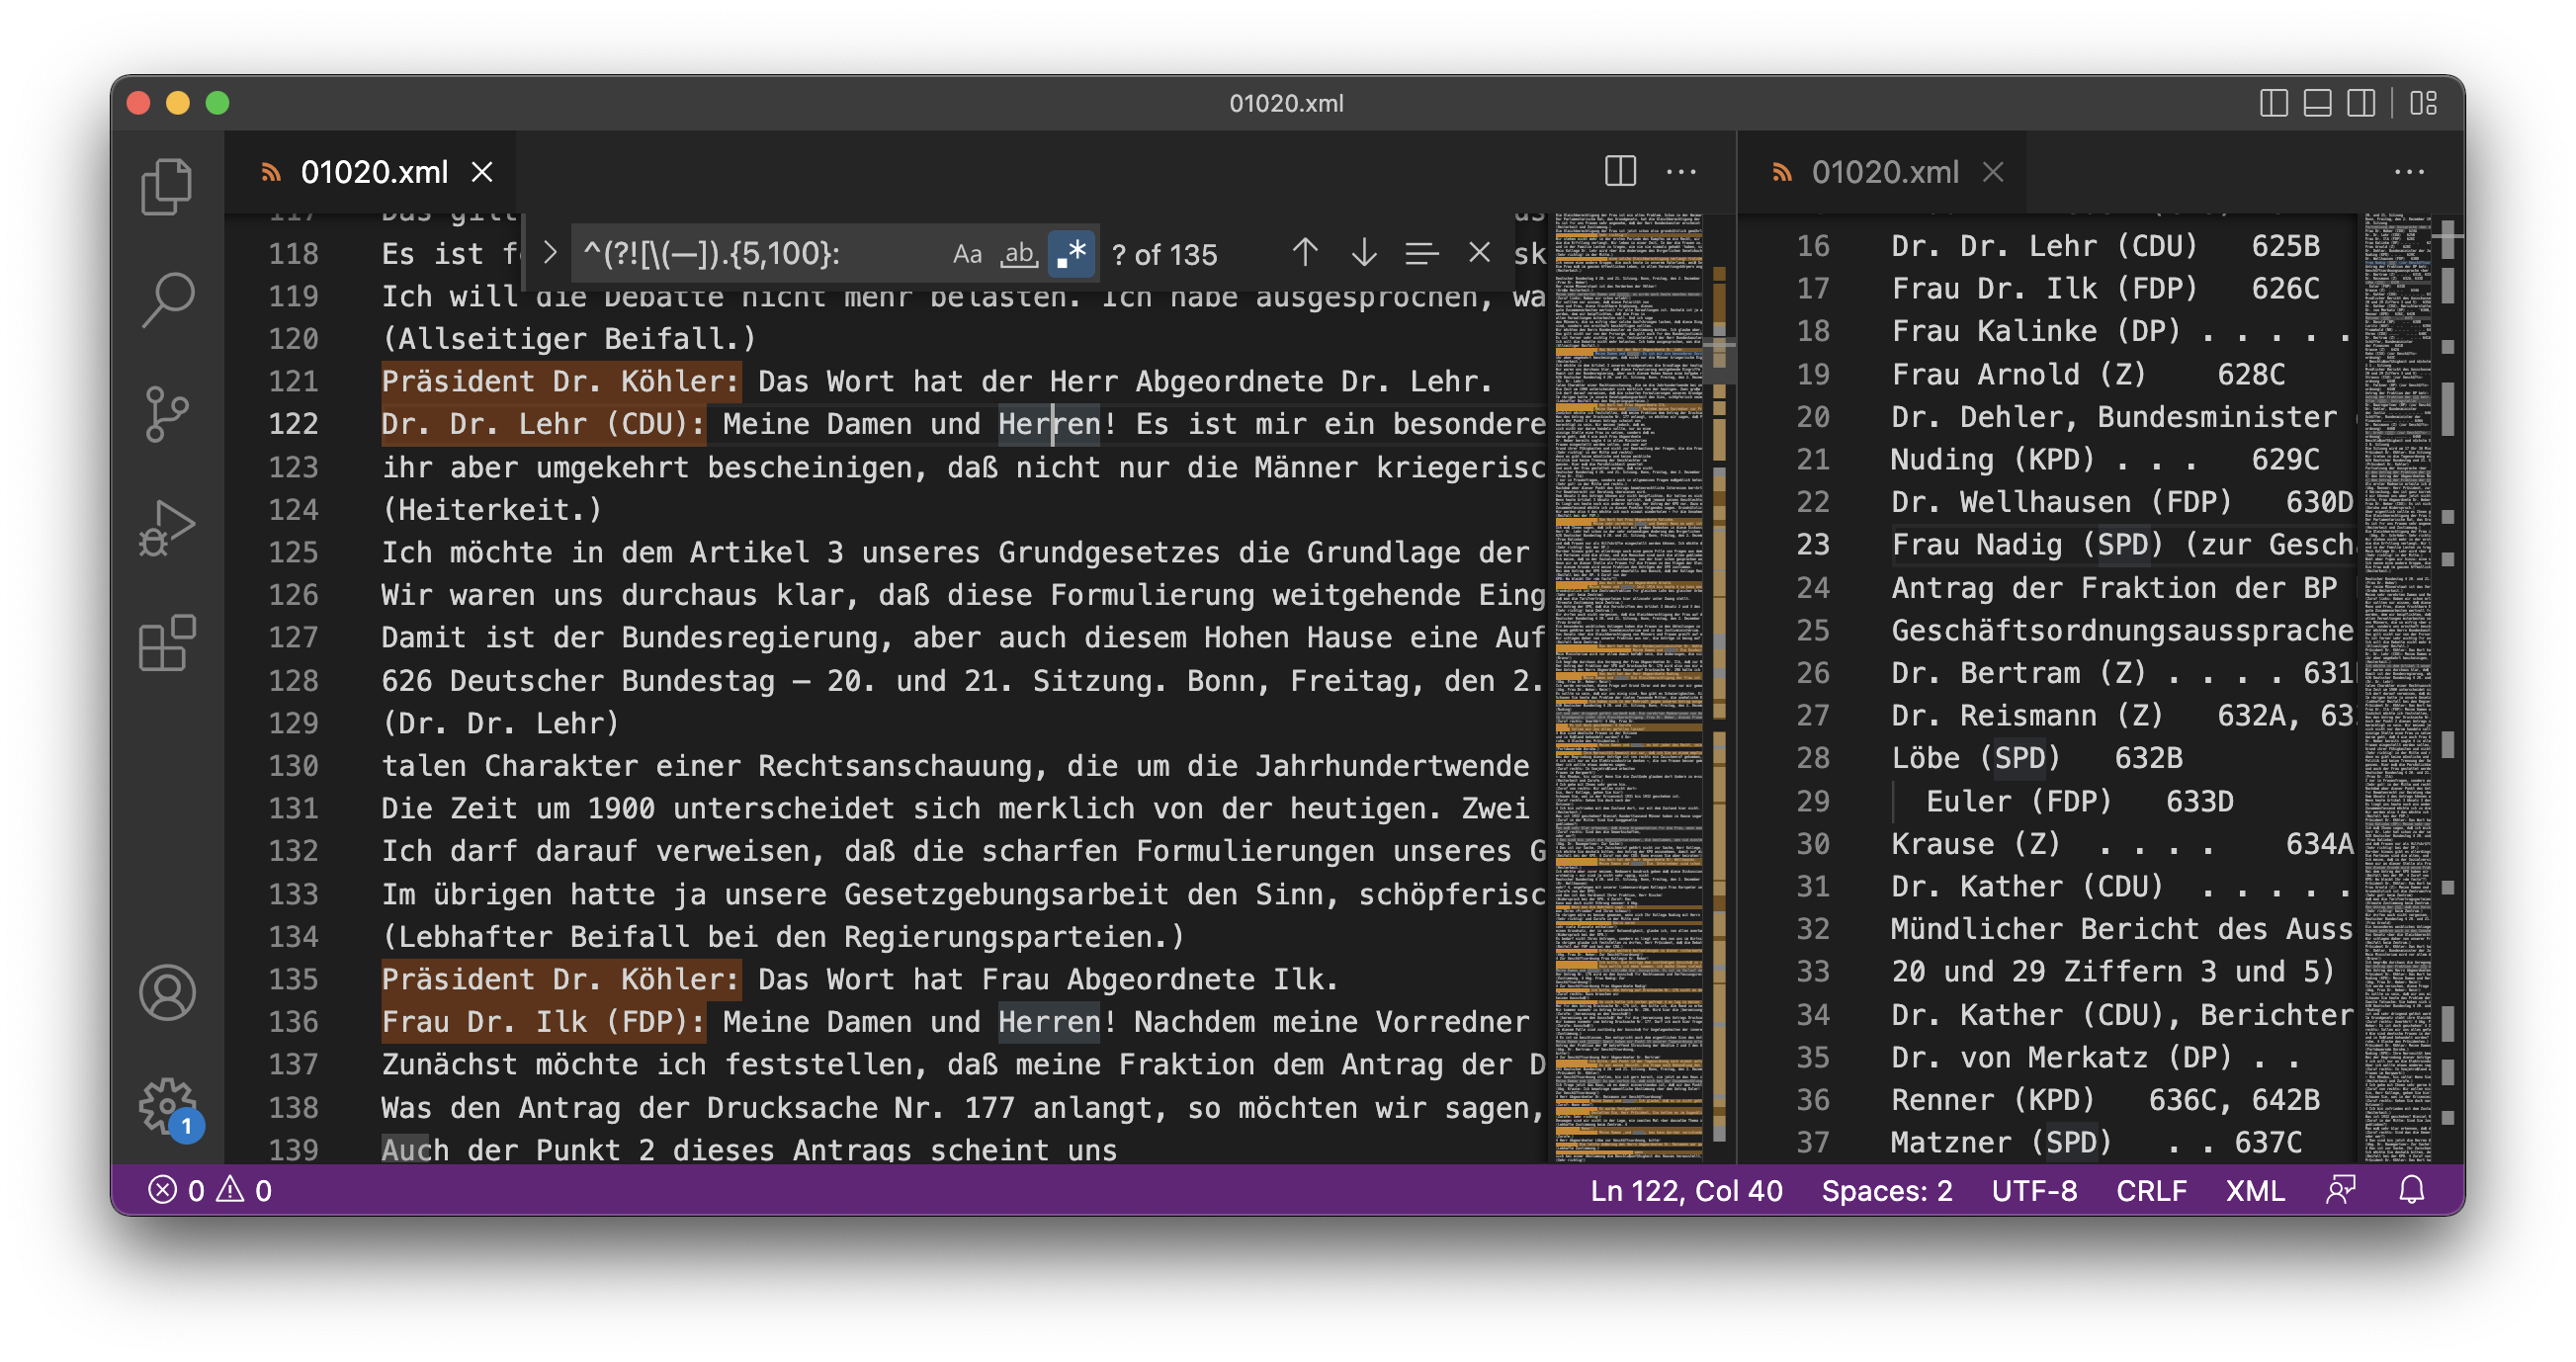 01020.xml
01020.xml
^(?![\(—]).{5,100}:
Aa
ab
.*
? of 135
118 Es ist f
sk
119 Ich will die Debatte nicht mehr belasten. Ich habe ausgesprochen, wa
120 (Allseitiger Beifall.)
121 Präsident Dr. Köhler: Das Wort hat der Herr Abgeordnete Dr. Lehr.
122 Dr. Dr. Lehr (CDU): Meine Damen und Herren! Es ist mir ein besondere
123 ihr aber umgekehrt bescheinigen, daß nicht nur die Männer kriegerisc
124 (Heiterkeit.)
125 Ich möchte in dem Artikel 3 unseres Grundgesetzes die Grundlage der
126 Wir waren uns durchaus klar, daß diese Formulierung weitgehende Eing
127 Damit ist der Bundesregierung, aber auch diesem Hohen Hause eine Auf
128 626 Deutscher Bundestag — 20. und 21. Sitzung. Bonn, Freitag, den 2.
129 (Dr. Dr. Lehr)
130 talen Charakter einer Rechtsanschauung, die um die Jahrhundertwende
131 Die Zeit um 1900 unterscheidet sich merklich von der heutigen. Zwei
132 Ich darf darauf verweisen, daß die scharfen Formulierungen unseres G
133 Im übrigen hatte ja unsere Gesetzgebungsarbeit den Sinn, schöpferisc
134 (Lebhafter Beifall bei den Regierungsparteien.)
135 Präsident Dr. Köhler: Das Wort hat Frau Abgeordnete Ilk.
136 Frau Dr. Ilk (FDP): Meine Damen und Herren! Nachdem meine Vorredner
137 Zunächst möchte ich feststellen, daß meine Fraktion dem Antrag der D
138 Was den Antrag der Drucksache Nr. 177 anlangt, so möchten wir sagen,
139 Auch der Punkt 2 dieses Antrags scheint uns
01020.xml
16 Dr. Dr. Lehr (CDU) 625B
17 Frau Dr. Ilk (FDP) 626C
18 Frau Kalinke (DP) . . . . .
19 Frau Arnold (Z) 628C
20 Dr. Dehler, Bundesminister
21 Nuding (KPD) . . . 629C
22 Dr. Wellhausen (FDP) 630D
23 Frau Nadig (SPD) (zur Gesch
24 Antrag der Fraktion der BP
25 Geschäftsordnungsaussprache
26 Dr. Bertram (Z) . . . . 631
27 Dr. Reismann (Z) 632A, 63
28 Löbe (SPD) 632B
29 Euler (FDP) 633D
30 Krause (Z) . . . . 634A
31 Dr. Kather (CDU) . . . . .
32 Mündlicher Bericht des Auss
33 20 und 29 Ziffern 3 und 5)
34 Dr. Kather (CDU), Berichter
35 Dr. von Merkatz (DP) . .
36 Renner (KPD) 636C, 642B
37 Matzner (SPD) . . 637C
1
0 0
Ln 122, Col 40 Spaces: 2 UTF-8 CRLF XML